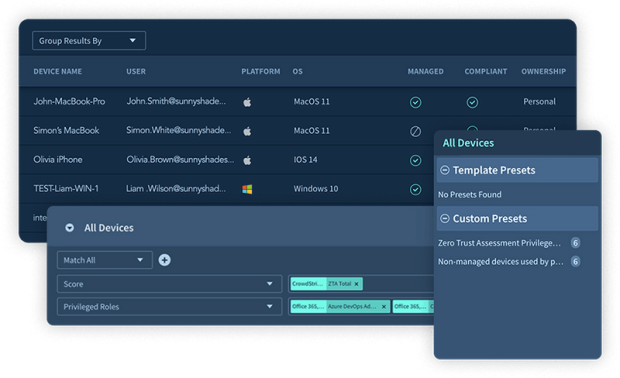 Group Results By
DEVICE NAME USER PLATFORM OS MANAGED COMPLIANT OWNERSHIP
John-MacBook-Pro John.Smith@sunnyshade... MacOS 11 Personal
Simon's MacBook Simon.White@sunnyshade... MacOS 11 Personal
Olivia iPhone Olivia.Brown@sunnyshades... IOS 14
TEST-Liam-WIN-1 Liam .Wilson@sunnyshad... Windows 10
inte
All Devices
Match All
Score CrowdStri... ZTA Total ×
Privileged Roles Office 365,... Azure DevOps Ad... × Office 365,...
All Devices
Template Presets
No Presets Found
Custom Presets
Zero Trust Assessment Privilege... 6
Non-managed devices used by p... 6